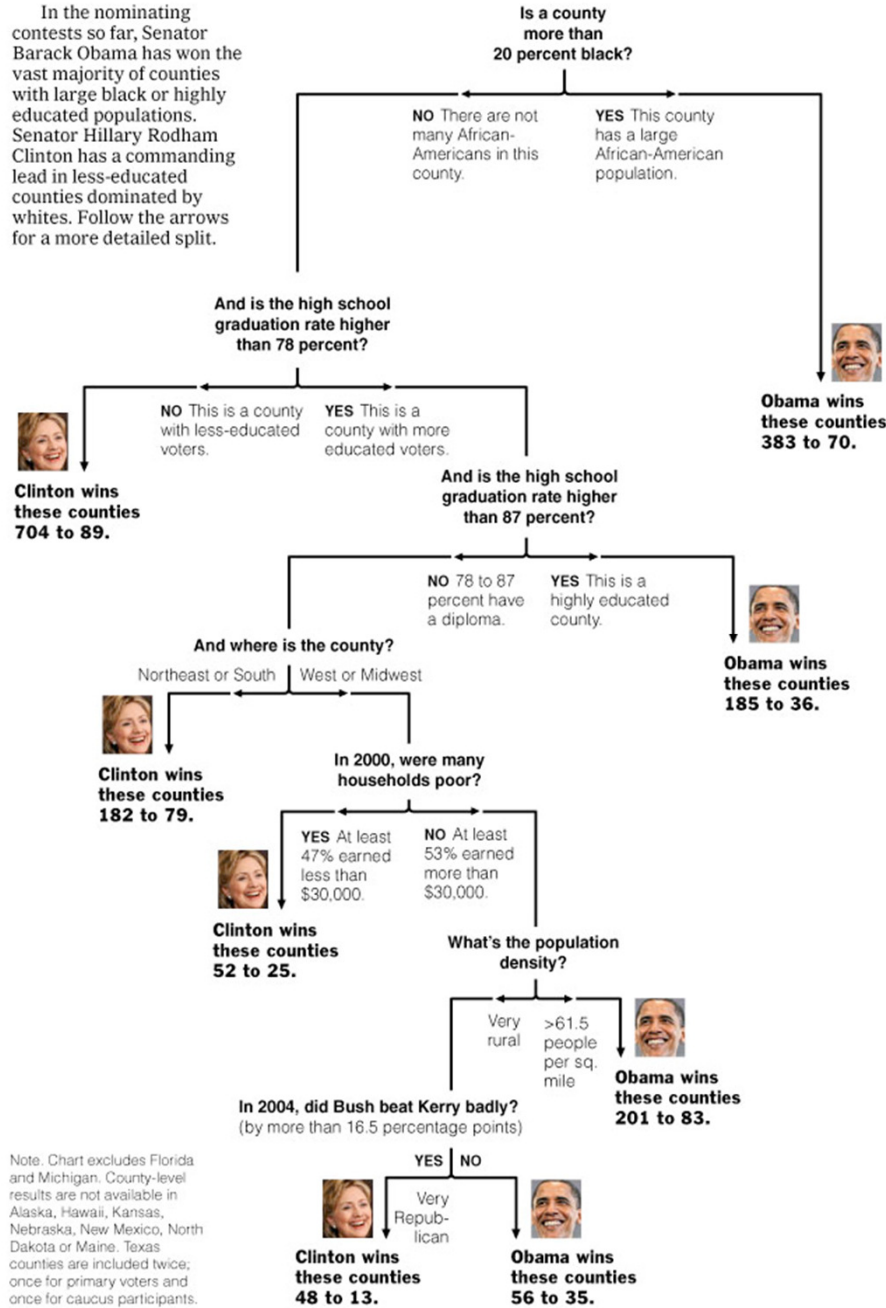 In the nominating
contests so far, Senator
Barack Obama has won the
vast majority of counties
with large black or highly
educated populations.
Senator Hillary Rodham
Clinton has a commanding
lead in less-educated
counties dominated by
whites. Follow the arrows
for a more detailed split.
Is a county
more than
20 percent black?
NO There are not
many African-
Americans in this
county.
YES This county
has a large
African-American
population.
And is the high school
graduation rate higher
than 78 percent?
Obama wins
these counties
383 to 70.
NO This is a county
with less-educated
voters.
YES This is a
county with more
educated voters.
Clinton wins
these counties
704 to 89.
And is the high school
graduation rate higher
than 87 percent?
NO 78 to 87
percent have
a diploma.
YES This is a
highly educated
county.
And where is the county?
Northeast or South
West or Midwest
Obama wins
these counties
185 to 36.
Clinton wins
these counties
182 to 79.
In 2000, were many
households poor?
YES At least
47% earned
less than
$30,000.
NO At least
53% earned
more than
$30,000.
Clinton wins
these counties
52 to 25.
What's the population
density?
Very
rural
>61.5
people
per sq.
mile
Obama wins
these counties
201 to 83.
In 2004, did Bush beat Kerry badly?
(by more than 16.5 percentage points)
YES
NO
Very
Repub-
lican
Clinton wins
these counties
48 to 13.
Obama wins
these counties
56 to 35.
Note. Chart excludes Florida
and Michigan. County-level
results are not available in
Alaska, Hawaii, Kansas,
Nebraska, New Mexico, North
Dakota or Maine. Texas
counties are included twice;
once for primary voters and
once for caucus participants.